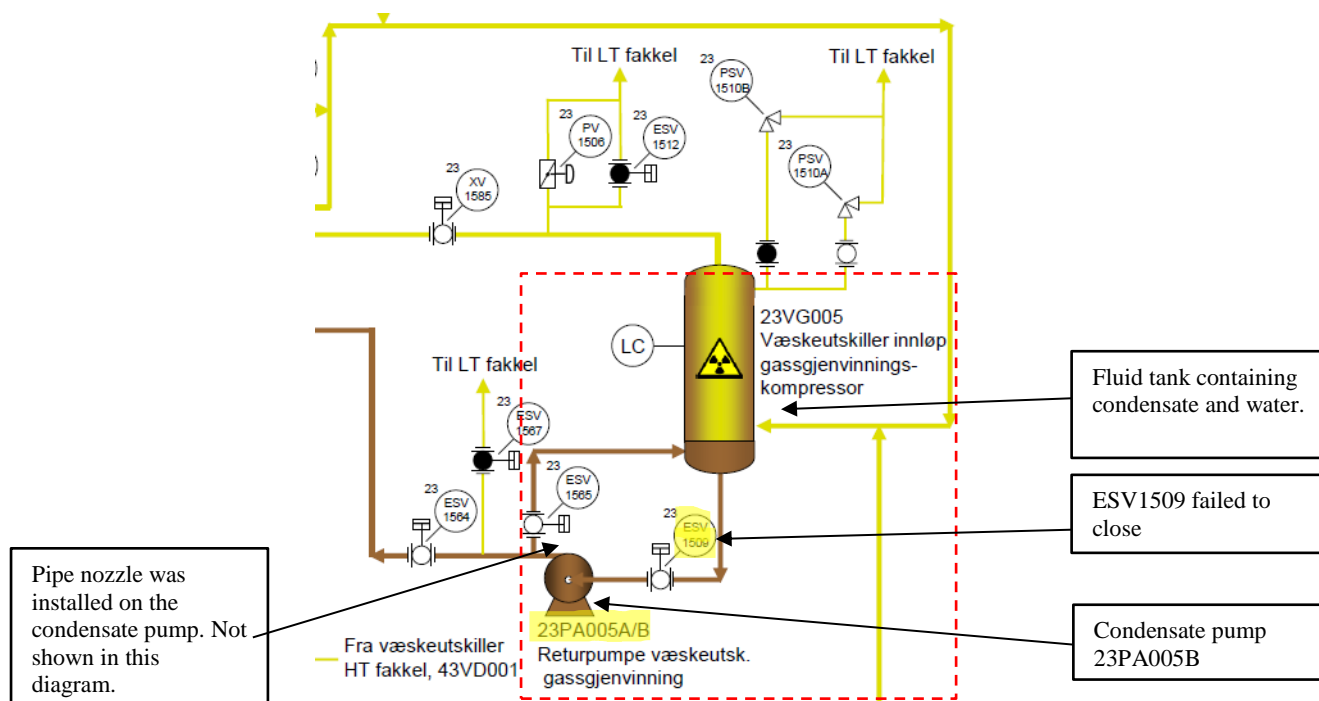 Til LT fakkel
Til LT fakkel
23
PSV
1510B
23
PV
1506
23
ESV
1512
23
PSV
1510A
23
XV
1585
23VG005
Væskeutskiller innløp
gassgjenvinnings-
kompressor
LC
Til LT fakkel
23
ESV
1567
23
ESV
1565
23
ESV
1564
23
ESV
1509
23PA005A/B
Returpumpe væskeutsk.
gassgjenvinning
Fra væskeutskiller
HT fakkel, 43VD001
Fluid tank containing
condensate and water.
ESV1509 failed to
close
Condensate pump
23PA005B
Pipe nozzle was
installed on the
condensate pump. Not
shown in this
diagram.